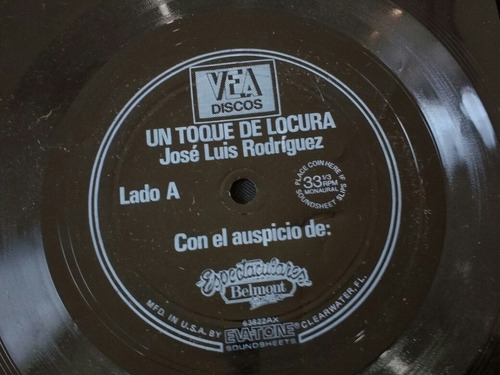 VEA
DISCOS
UN TOQUE DE LOCURA
José Luis Rodríguez
Lado A
PLACE COIN HERE IF
SOUNDSHEET SLIPS
33 1/3
RPM
MONAURAL
Con el auspicio de:
Espectaculares
Belmont
63822AX
MFD. IN U.S.A. BY EVA-TONE® CLEARWATER, FL.
SOUNDSHEETS